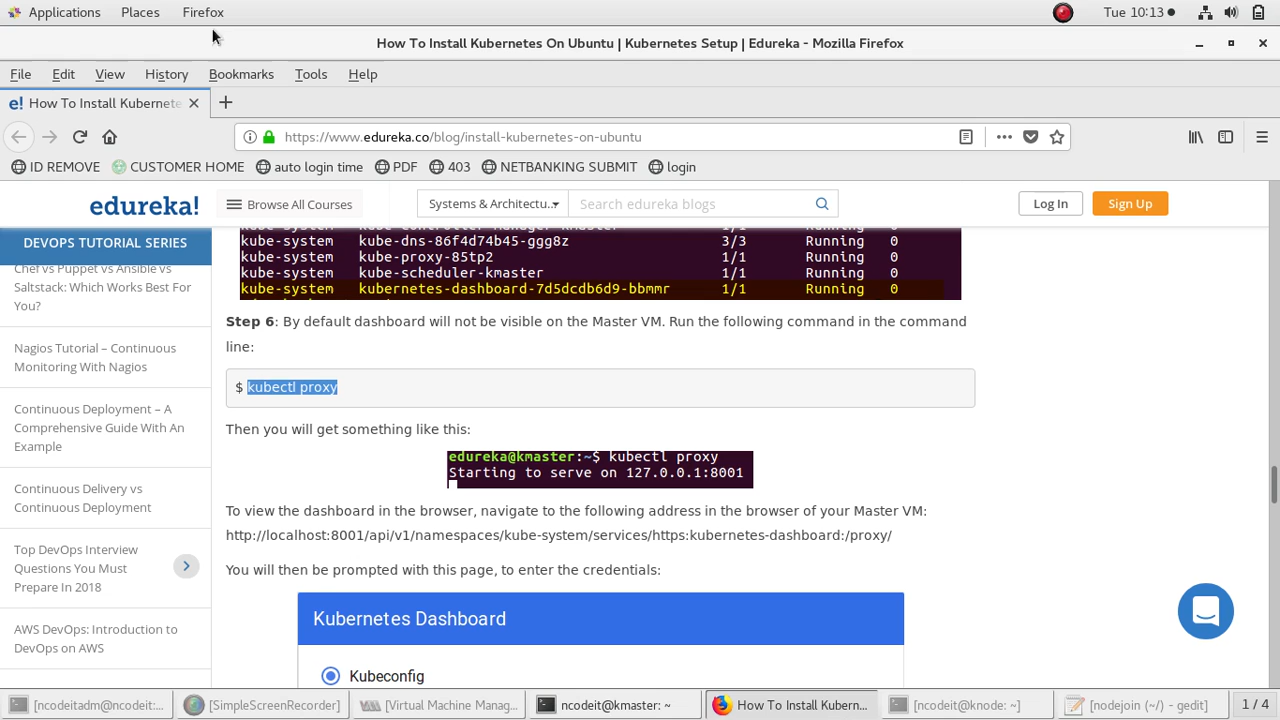 Applications Places Firefox Tue 10:13
How To Install Kubernetes On Ubuntu | Kubernetes Setup | Edureka - Mozilla Firefox
File Edit View History Bookmarks Tools Help
e! How To Install Kubernete
https://www.edureka.co/blog/install-kubernetes-on-ubuntu
ID REMOVE CUSTOMER HOME auto login time PDF 403 NETBANKING SUBMIT login
edureka! Browse All Courses Systems & Architectu... Search edureka blogs Log In Sign Up
DEVOPS TUTORIAL SERIES
Chef vs Puppet vs Ansible vs
Saltstack: Which Works Best For
You?
Nagios Tutorial – Continuous
Monitoring With Nagios
Continuous Deployment – A
Comprehensive Guide With An
Example
Continuous Delivery vs
Continuous Deployment
Top DevOps Interview
Questions You Must
Prepare In 2018
AWS DevOps: Introduction to
DevOps on AWS
kube-system kube-controller-manager-kmaster 1/1 Running 0
kube-system kube-dns-86f4d74b45-ggg8z 3/3 Running 0
kube-system kube-proxy-85tp2 1/1 Running 0
kube-system kube-scheduler-kmaster 1/1 Running 0
kube-system kubernetes-dashboard-7d5dcdb6d9-bbmmr 1/1 Running 0
Step 6: By default dashboard will not be visible on the Master VM. Run the following command in the command
line:
$ kubectl proxy
Then you will get something like this:
edureka@kmaster:~$ kubectl proxy
Starting to serve on 127.0.0.1:8001
To view the dashboard in the browser, navigate to the following address in the browser of your Master VM:
http://localhost:8001/api/v1/namespaces/kube-system/services/https:kubernetes-dashboard:/proxy/
You will then be prompted with this page, to enter the credentials:
Kubernetes Dashboard
Kubeconfig
[ncodeitadm@ncodeit:... [SimpleScreenRecorder] [Virtual Machine Manag... ncodeit@kmaster: ~ How To Install Kubern... [ncodeit@knode: ~] [nodejoin (~/) - gedit] 1 / 4